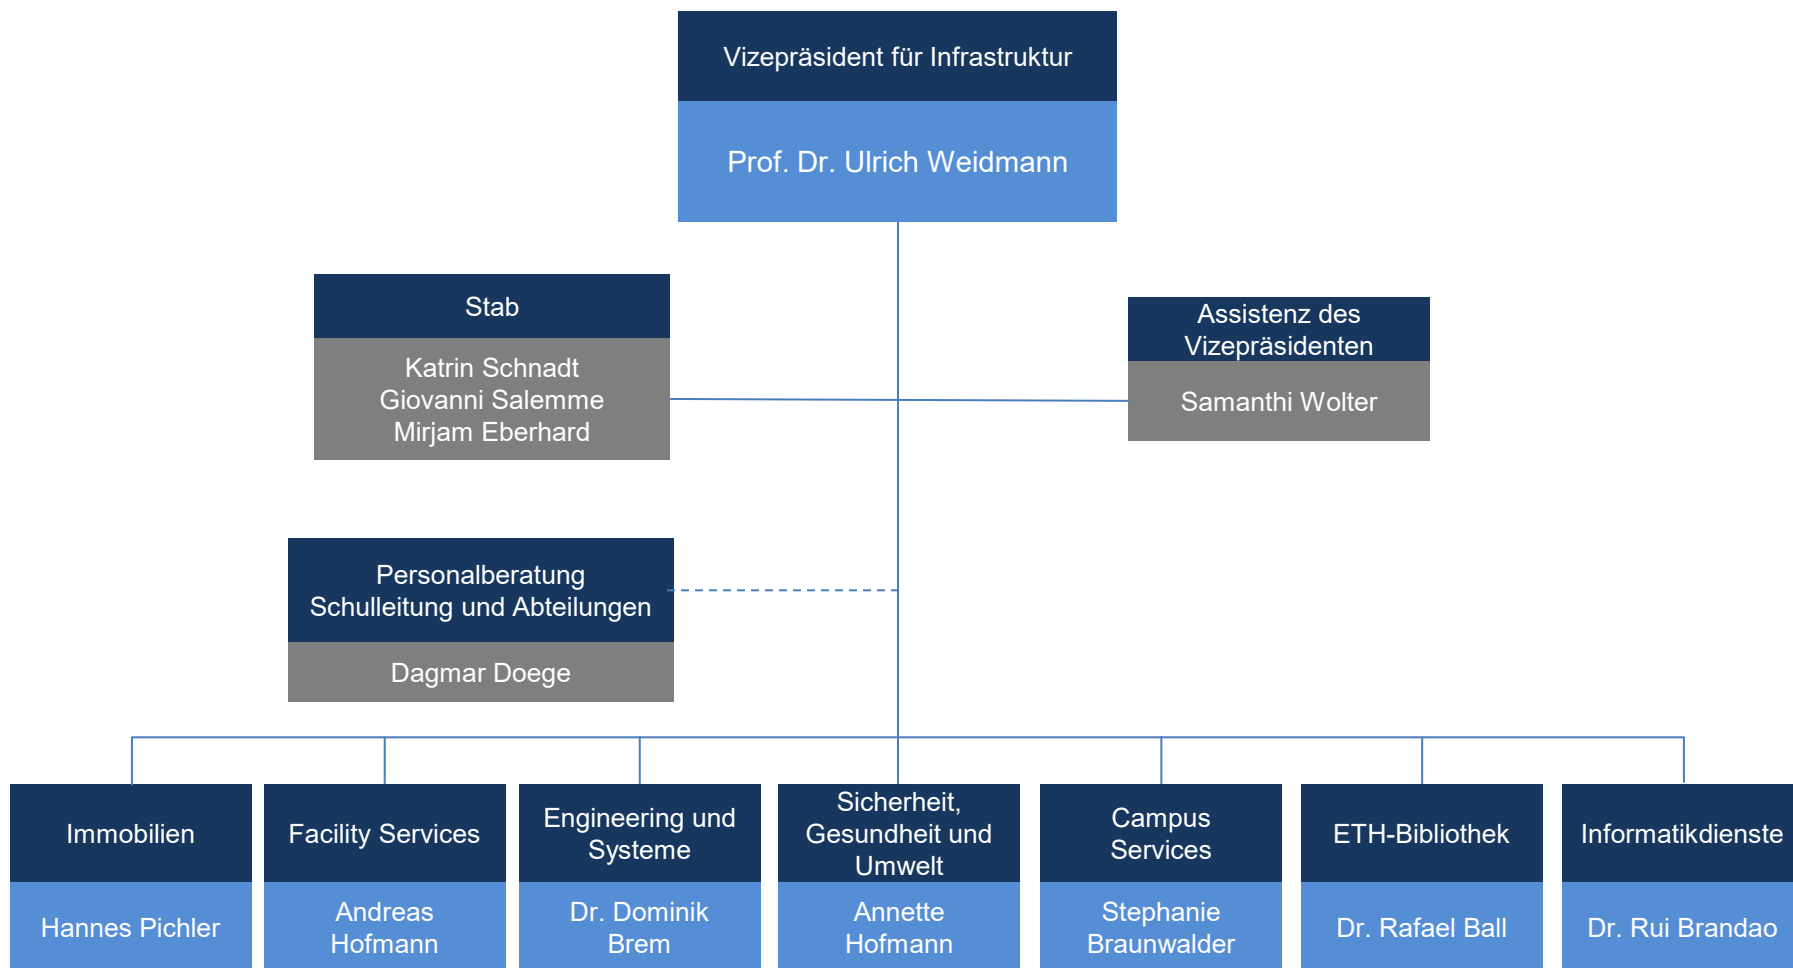 Vizepräsident für Infrastruktur
Prof. Dr. Ulrich Weidmann
Stab
Katrin Schnadt
Giovanni Salemme
Mirjam Eberhard
Assistenz des
Vizepräsidenten
Samanthi Wolter
Personalberatung
Schulleitung und Abteilungen
Dagmar Doege
Immobilien
Hannes Pichler
Facility Services
Andreas
Hofmann
Engineering und
Systeme
Dr. Dominik
Brem
Sicherheit,
Gesundheit und
Umwelt
Annette
Hofmann
Campus
Services
Stephanie
Braunwalder
ETH-Bibliothek
Dr. Rafael Ball
Informatikdienste
Dr. Rui Brandao